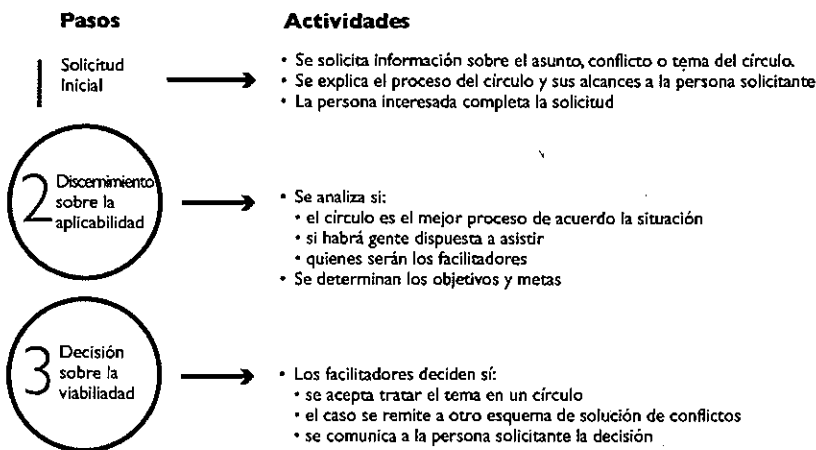 Pasos Actividades
Solicitud
Inicial
• Se solicita información sobre el asunto, conflicto o tema del círculo.
• Se explica el proceso del círculo y sus alcances a la persona solicitante
• La persona interesada completa la solicitud
2 Discernimiento
sobre la
aplicabilidad
• Se analiza si:
• el círculo es el mejor proceso de acuerdo la situación
• si habrá gente dispuesta a asistir
• quienes serán los facilitadores
• Se determinan los objetivos y metas
3 Decisión
sobre la
viabiliadad
• Los facilitadores deciden sí:
• se acepta tratar el tema en un círculo
• el caso se remite a otro esquema de solución de conflictos
• se comunica a la persona solicitante la decisión